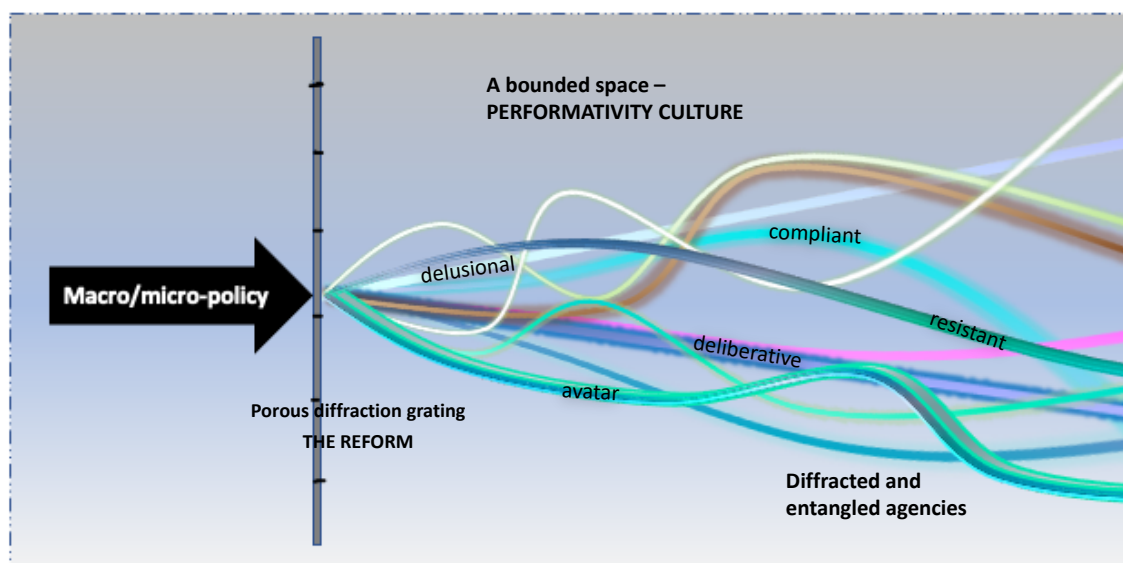 A bounded space –
PERFORMATIVITY CULTURE
compliant
delusional
Macro/micro-policy
resistant
deliberative
avatar
Porous diffraction grating
THE REFORM
Diffracted and
entangled agencies